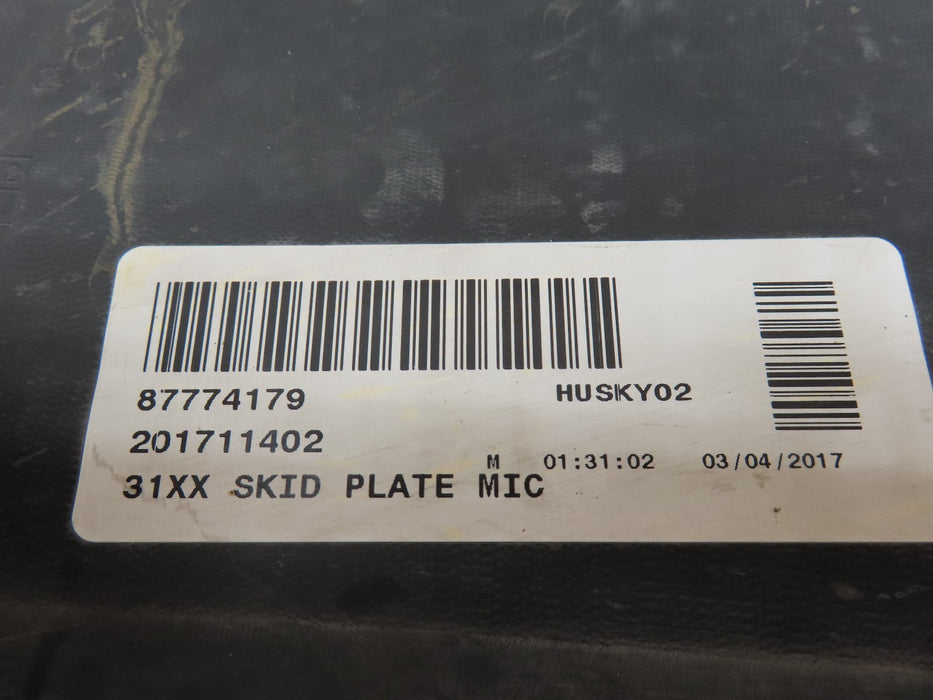 87774179 HUSKY02
201711402
M 01:31:02 03/04/2017
31XX SKID PLATE MIC